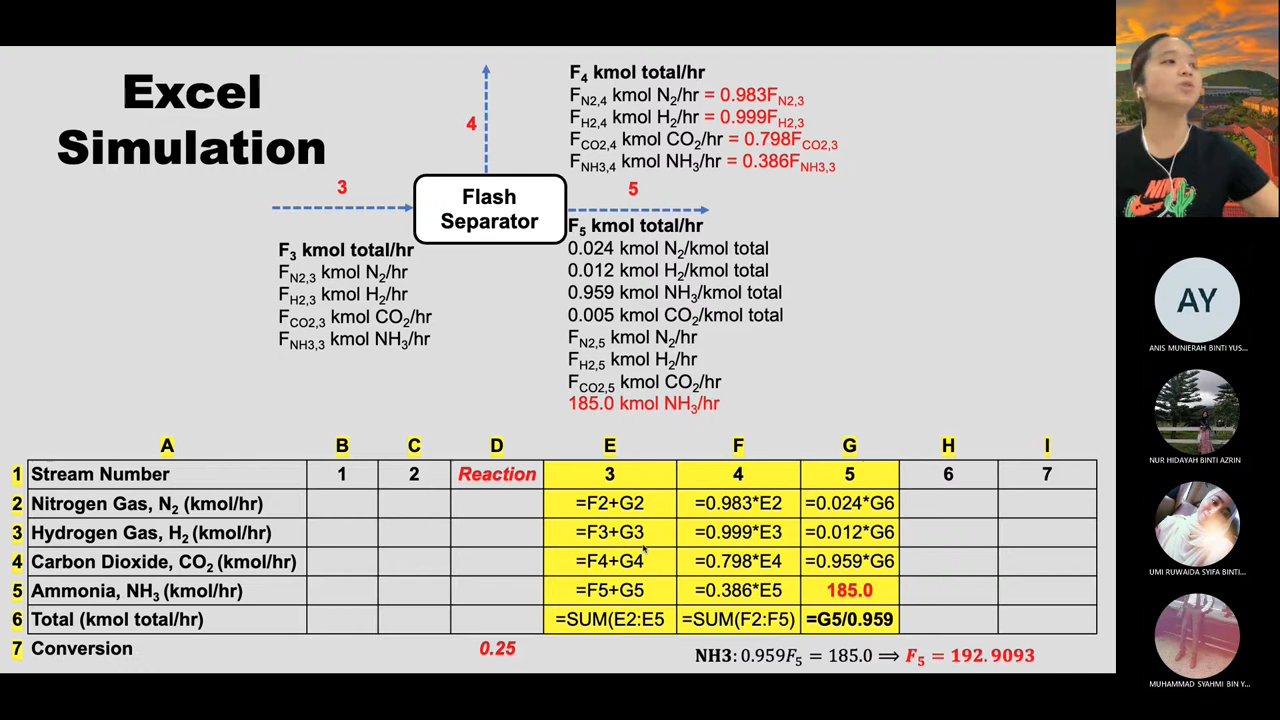 Excel
Simulation
F4 kmol total/hr
FN2,4 kmol N2/hr = 0.983FN2,3
FH2,4 kmol H2/hr = 0.999FH2,3
FCO2,4 kmol CO2/hr = 0.798FCO2,3
FNH3,4 kmol NH3/hr = 0.386FNH3,3
4
3
Flash
Separator
5
F3 kmol total/hr
FN2,3 kmol N2/hr
FH2,3 kmol H2/hr
FCO2,3 kmol CO2/hr
FNH3,3 kmol NH3/hr
F5 kmol total/hr
0.024 kmol N2/kmol total
0.012 kmol H2/kmol total
0.959 kmol NH3/kmol total
0.005 kmol CO2/kmol total
FN2,5 kmol N2/hr
FH2,5 kmol H2/hr
FCO2,5 kmol CO2/hr
185.0 kmol NH3/hr
A B C D E F G H I
1 Stream Number 1 2 Reaction 3 4 5 6 7
2 Nitrogen Gas, N2 (kmol/hr) =F2+G2 =0.983*E2 =0.024*G6
3 Hydrogen Gas, H2 (kmol/hr) =F3+G3 =0.999*E3 =0.012*G6
4 Carbon Dioxide, CO2 (kmol/hr) =F4+G4 =0.798*E4 =0.959*G6
5 Ammonia, NH3 (kmol/hr) =F5+G5 =0.386*E5 185.0
6 Total (kmol total/hr) =SUM(E2:E5 =SUM(F2:F5) =G5/0.959
7 Conversion 0.25
NH3: 0.959F5 = 185.0 ⟹ F5 = 192.9093
NIKE
AY
ANIS MUNIERAH BINTI YUS...
NUR HIDAYAH BINTI AZRIN
UMI RUWAIDA SYIFA BINTI...
MUHAMMAD SYAHMI BIN Y...